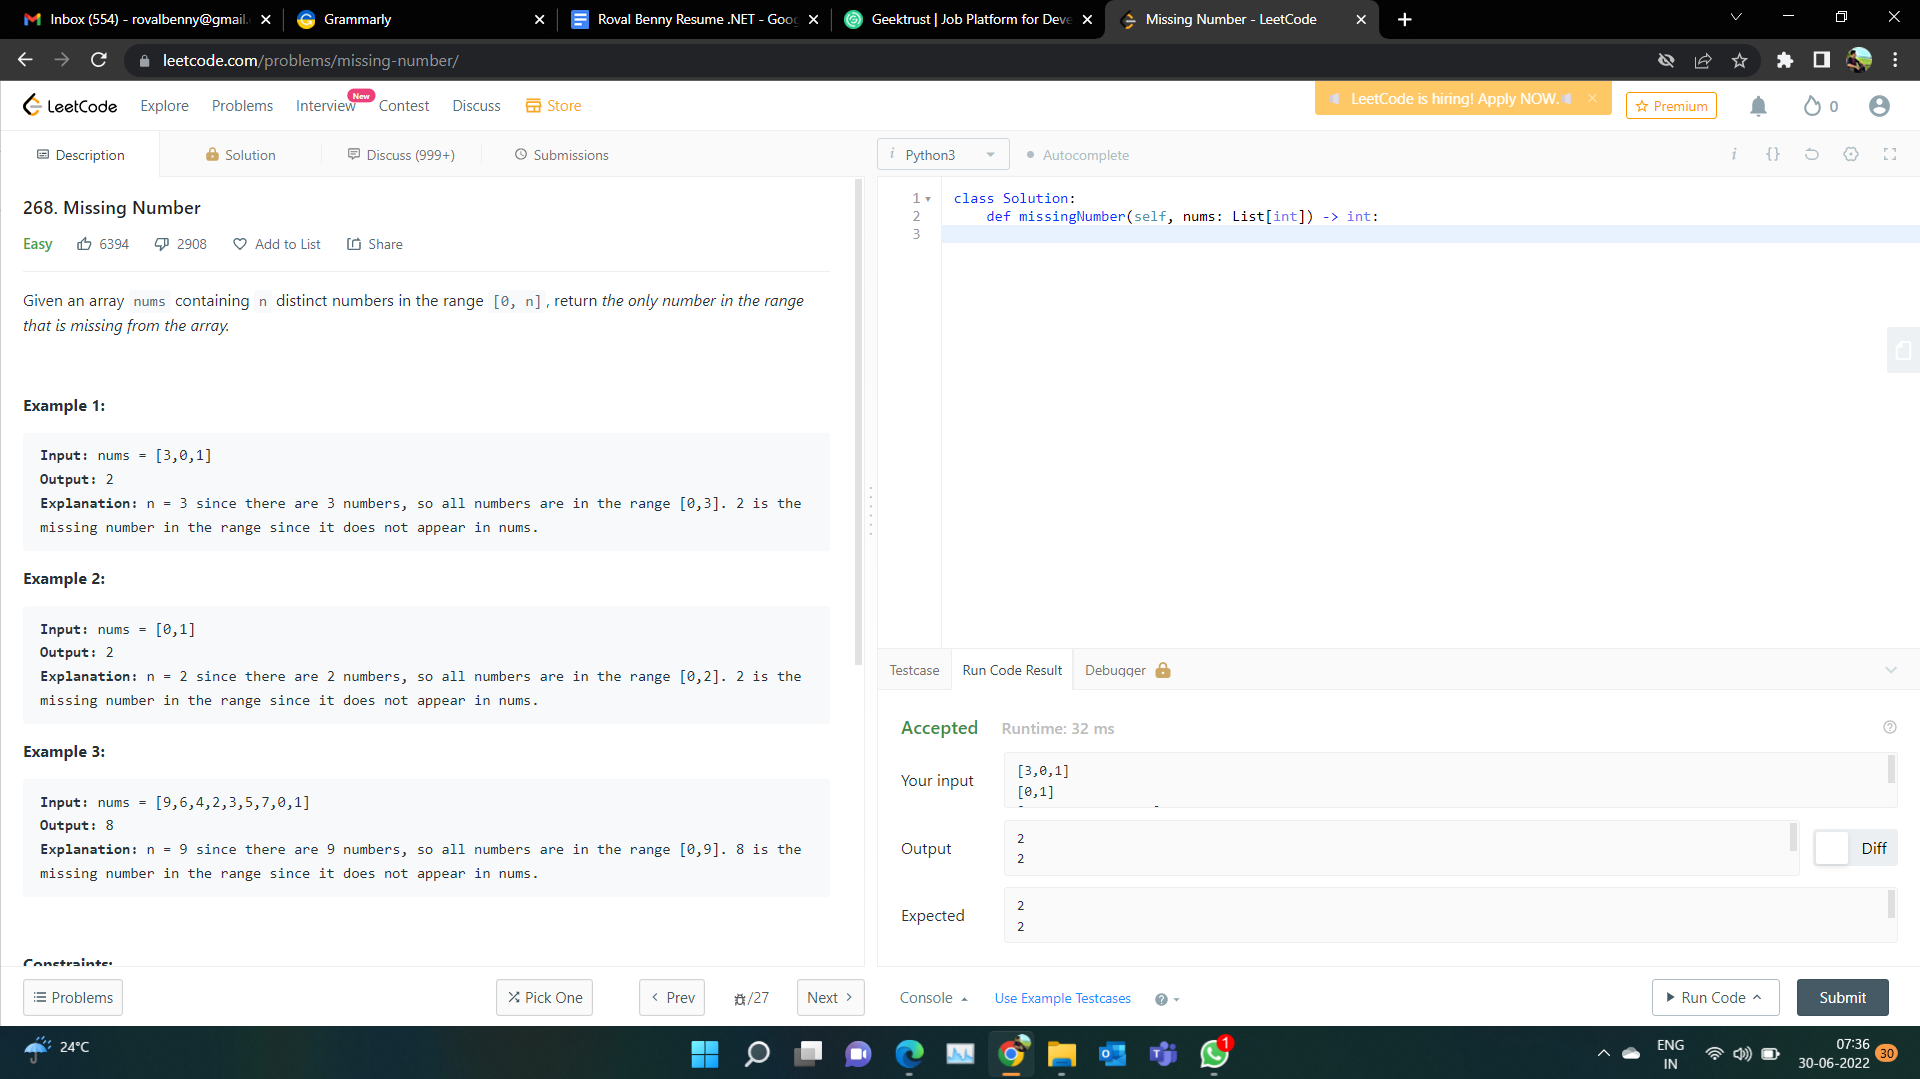 Inbox (554) - rovalbenny@gmail.
Grammarly
Roval Benny Resume .NET - Goog
Geektrust | Job Platform for Deve
Missing Number - LeetCode
leetcode.com/problems/missing-number/
LeetCode
Explore
Problems
Interview
New
Contest
Discuss
Store
LeetCode is hiring! Apply NOW.
Premium
0
Description
Solution
Discuss (999+)
Submissions
i Python3
Autocomplete
i {}
268. Missing Number
Easy 6394 2908 Add to List Share
Given an array nums containing n distinct numbers in the range [0, n], return the only number in the range
that is missing from the array.
Example 1:
Input: nums = [3,0,1]
Output: 2
Explanation: n = 3 since there are 3 numbers, so all numbers are in the range [0,3]. 2 is the
missing number in the range since it does not appear in nums.
Example 2:
Input: nums = [0,1]
Output: 2
Explanation: n = 2 since there are 2 numbers, so all numbers are in the range [0,2]. 2 is the
missing number in the range since it does not appear in nums.
Example 3:
Input: nums = [9,6,4,2,3,5,7,0,1]
Output: 8
Explanation: n = 9 since there are 9 numbers, so all numbers are in the range [0,9]. 8 is the
missing number in the range since it does not appear in nums.
Constraints:
1 class Solution:
2 def missingNumber(self, nums: List[int]) -> int:
3
Testcase
Run Code Result
Debugger
Accepted Runtime: 32 ms
Your input
[3,0,1]
[0,1]
Output
2
2
Diff
Expected
2
2
Problems
Pick One
Prev
/27
Next
Console
Use Example Testcases
Run Code
Submit
24°C
1
ENG
IN
07:36
30-06-2022
30